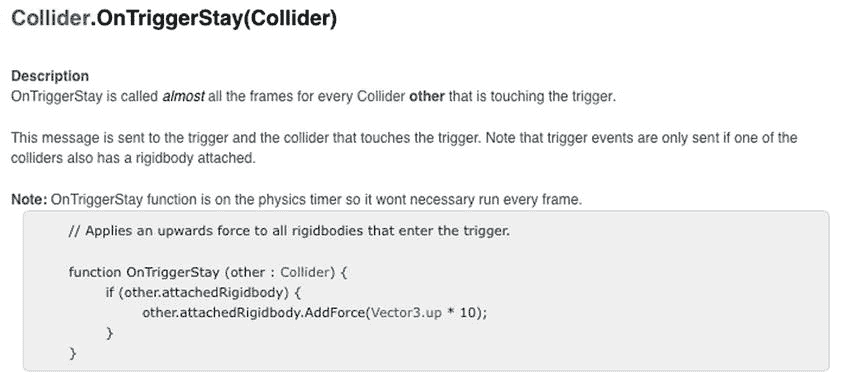 Collider.OnTriggerStay(Collider)
Description
OnTriggerStay is called almost all the frames for every Collider other that is touching the trigger.
This message is sent to the trigger and the collider that touches the trigger. Note that trigger events are only sent if one of the
colliders also has a rigidbody attached.
Note: OnTriggerStay function is on the physics timer so it wont necessary run every frame.
// Applies an upwards force to all rigidbodies that enter the trigger.
function OnTriggerStay (other : Collider) {
if (other.attachedRigidbody) {
other.attachedRigidbody.AddForce(Vector3.up * 10);
}
}